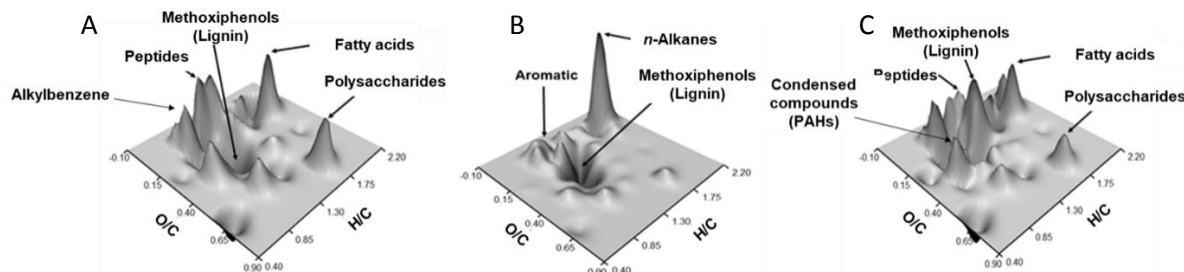 A
Methoxiphenols
(Lignin)
Peptides
Fatty acids
Polysaccharides
Alkylbenzene
-0.10
0.15
0.40
0.65
0.90
0.40
0.85
1.30
1.75
2.20
O/C
H/C
B
n-Alkanes
Aromatic
Methoxiphenols
(Lignin)
-0.10
0.15
0.40
0.65
0.90
0.40
0.85
1.30
1.75
2.20
O/C
H/C
C
Methoxiphenols
(Lignin)
Fatty acids
Peptides
Condensed
compounds
(PAHs)
Polysaccharides
-0.10
0.15
0.40
0.65
0.90
0.40
0.85
1.30
1.75
2.20
O/C
H/C